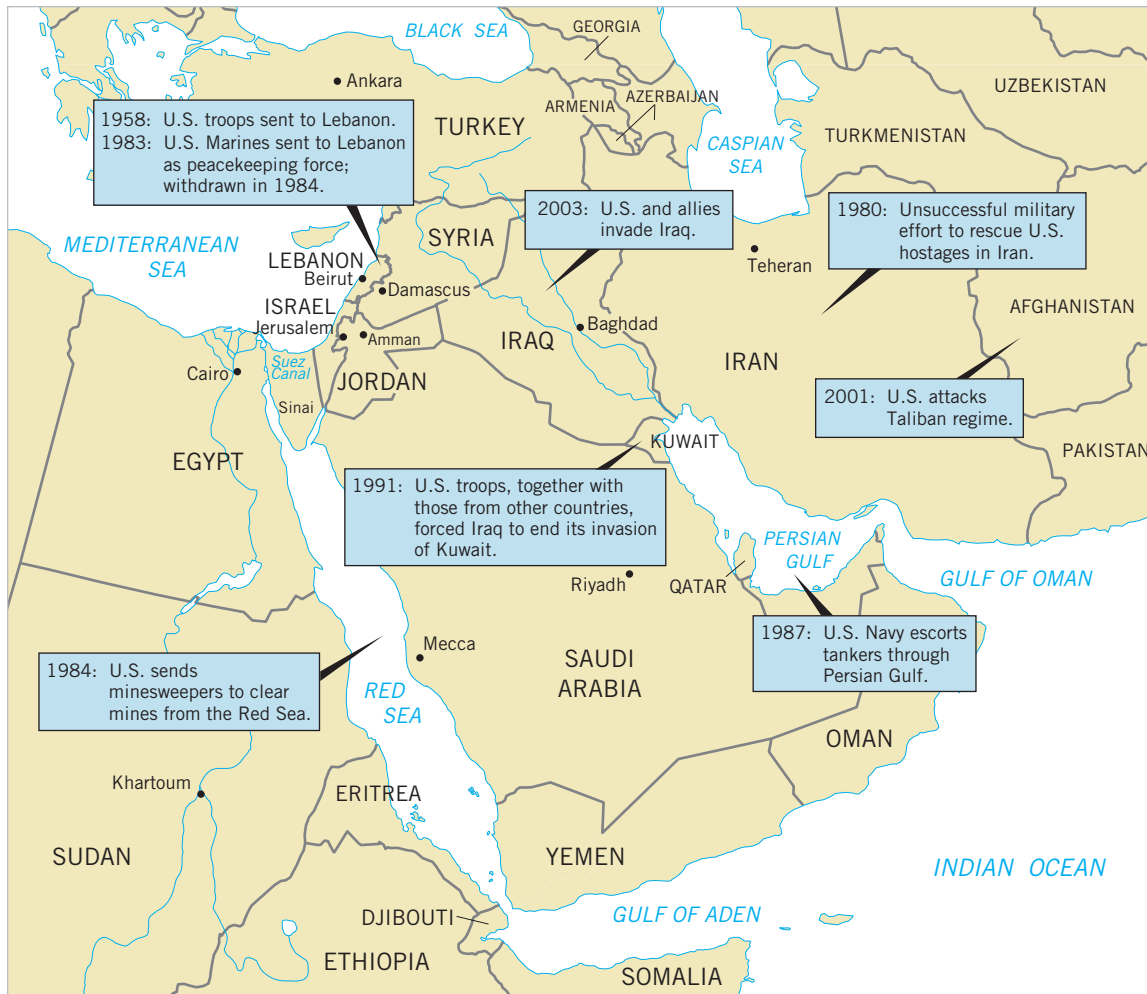 BLACK SEA
GEORGIA
UZBEKISTAN
Ankara
ARMENIA
AZERBAIJAN
1958: U.S. troops sent to Lebanon.
1983: U.S. Marines sent to Lebanon
as peacekeeping force;
withdrawn in 1984.
TURKEY
CASPIAN
SEA
TURKMENISTAN
2003: U.S. and allies
invade Iraq.
1980: Unsuccessful military
effort to rescue U.S.
hostages in Iran.
MEDITERRANEAN
SEA
SYRIA
LEBANON
Beirut
Teheran
Damascus
ISRAEL
Jerusalem
Amman
IRAQ
Baghdad
AFGHANISTAN
IRAN
Suez
Canal
Cairo
JORDAN
Sinai
2001: U.S. attacks
Taliban regime.
KUWAIT
PAKISTAN
EGYPT
1991: U.S. troops, together with
those from other countries,
forced Iraq to end its invasion
of Kuwait.
PERSIAN
GULF
Riyadh
QATAR
GULF OF OMAN
1987: U.S. Navy escorts
tankers through
Persian Gulf.
Mecca
SAUDI
ARABIA
1984: U.S. sends
minesweepers to clear
mines from the Red Sea.
RED
SEA
OMAN
Khartoum
ERITREA
SUDAN
YEMEN
INDIAN OCEAN
DJIBOUTI
GULF OF ADEN
ETHIOPIA
SOMALIA